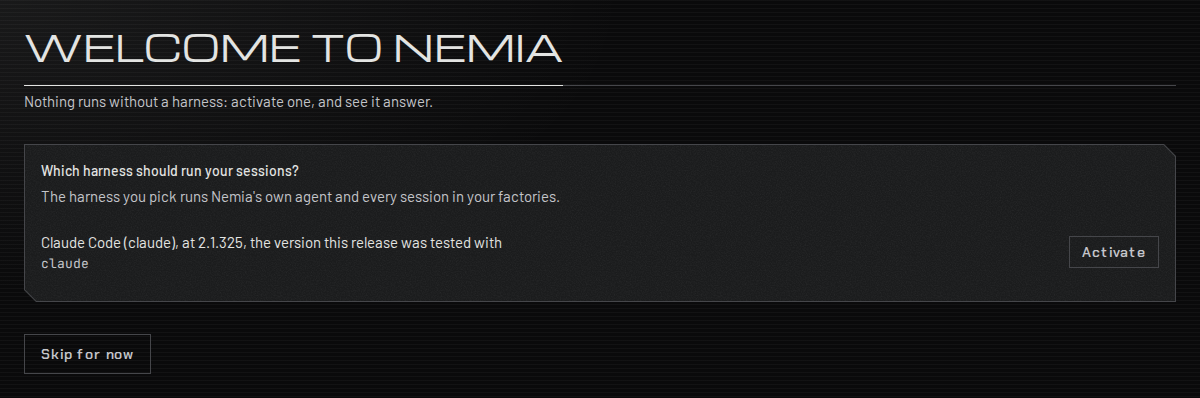 WELCOME TO NEMIA
Nothing runs without a harness: activate one, and see it answer.
Which harness should run your sessions?
The harness you pick runs Nemia's own agent and every session in your factories.
Claude Code (claude), at 2.1.325, the version this release was tested with
claude
Activate
Skip for now